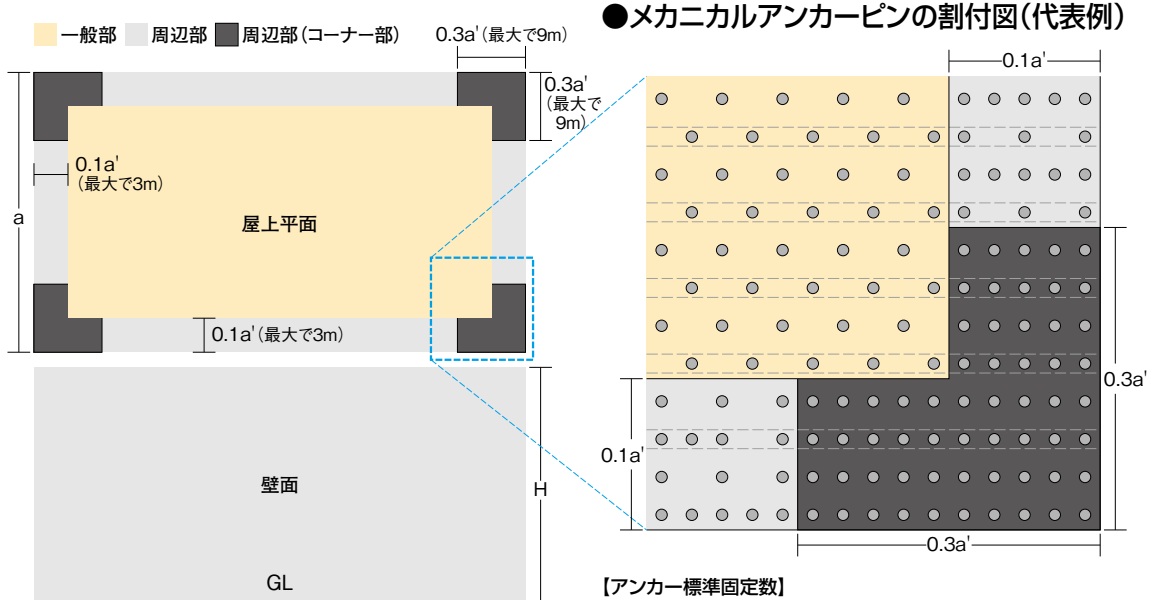 ●メカニカルアンカーピンの割付図(代表例)
一般部 周辺部 周辺部(コーナー部)
0.3a'(最大で9m)
0.3a'
(最大で
9m)
0.1a'
(最大で3m)
a
屋上平面
0.1a'(最大で3m)
壁面
H
GL
0.1a'
0.3a'
0.1a'
0.3a'
【アンカー標準固定数】